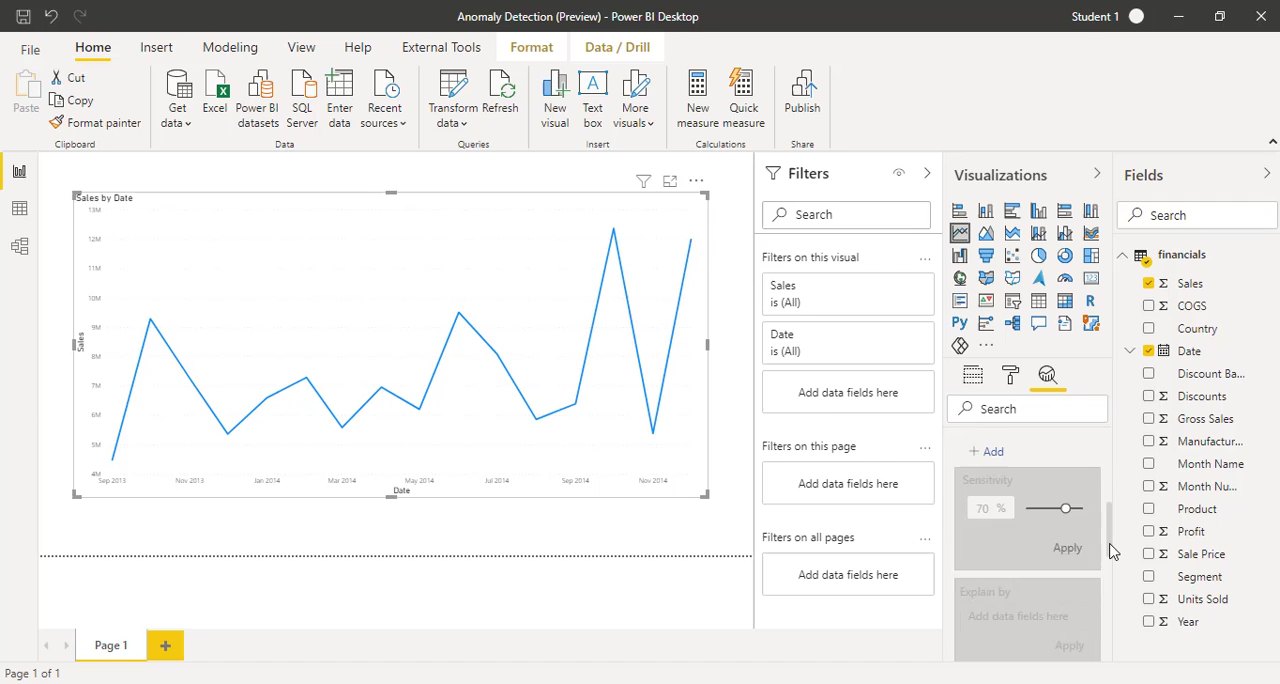 Anomaly Detection (Preview) - Power BI Desktop
Student 1
File
Home
Insert
Modeling
View
Help
External Tools
Format
Data / Drill
Paste
Cut
Copy
Format painter
Clipboard
Get data
Excel
Power BI datasets
SQL Server
Enter data
Recent sources
Data
Transform data
Refresh
Queries
New visual
Text box
More visuals
Insert
New measure
Quick measure
Calculations
Publish
Share
Sales by Date
13M
12M
11M
10M
9M
8M
7M
6M
5M
4M
Sales
Sep 2013
Nov 2013
Jan 2014
Mar 2014
May 2014
Jul 2014
Sep 2014
Nov 2014
Date
Filters
Search
Filters on this visual
Sales
is (All)
Date
is (All)
Add data fields here
Filters on this page
Add data fields here
Filters on all pages
Add data fields here
Visualizations
R
Py
Search
+ Add
Sensitivity
70 %
Apply
Explain by
Add data fields here
Apply
Fields
Search
financials
Sales
COGS
Country
Date
Discount Ba...
Discounts
Gross Sales
Manufactur...
Month Name
Month Nu...
Product
Profit
Sale Price
Segment
Units Sold
Year
Page 1
Page 1 of 1